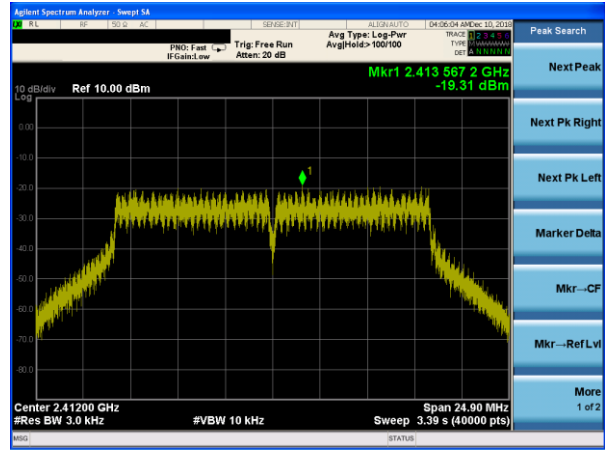 Agilent Spectrum Analyzer - Swept SA
RL RF 50 Ω AC SENSE:INT ALIGNAUTO 04:06:04 AM Dec 10, 2018
PNO: Fast Trig: Free Run Avg Type: Log-Pwr TRACE 1 2 3 4 5 6
IFGain:Low Atten: 20 dB Avg|Hold:> 100/100 TYPE M
DET A N N N N N
Mkr1 2.413 567 2 GHz
-19.31 dBm
10 dB/div Ref 10.00 dBm
Log
0.00
-10.0
1
-20.0
-30.0
-40.0
-50.0
-60.0
-70.0
-80.0
Center 2.41200 GHz Span 24.90 MHz
#Res BW 3.0 kHz #VBW 10 kHz Sweep 3.39 s (40000 pts)
MSG STATUS
Peak Search
Next Peak
Next Pk Right
Next Pk Left
Marker Delta
Mkr→CF
Mkr→Ref Lvl
More
1 of 2